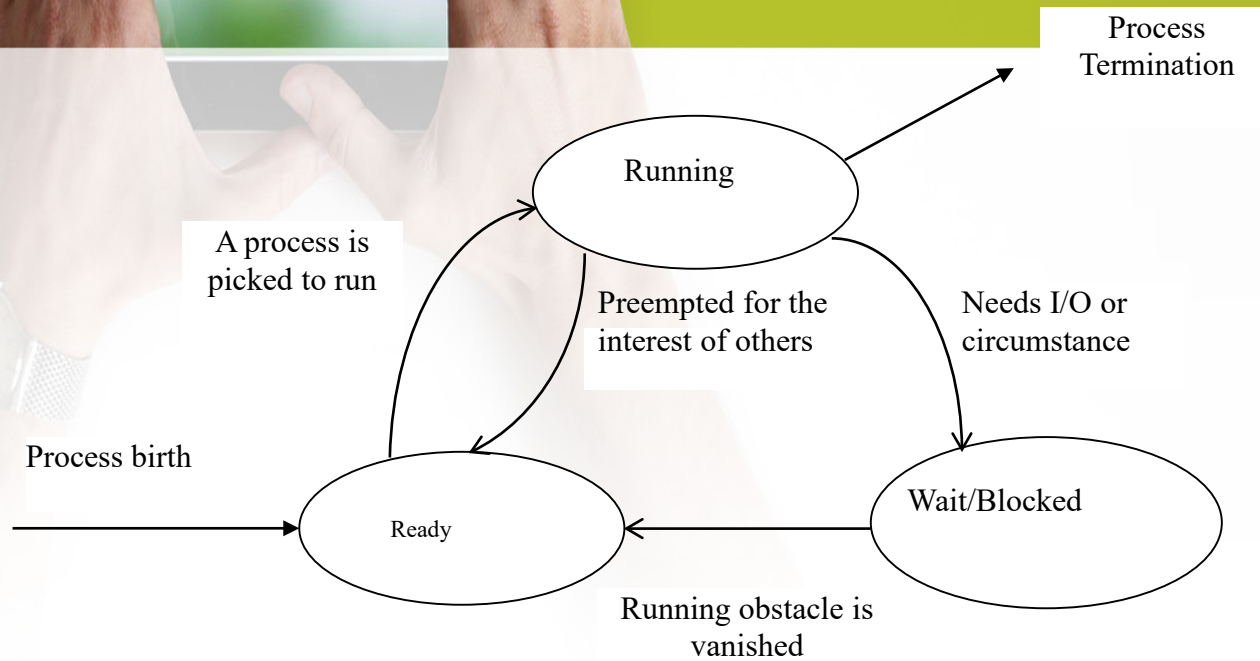 Process
Termination
Running
A process is
picked to run
Preempted for the
interest of others
Needs I/O or
circumstance
Process birth
Ready
Wait/Blocked
Running obstacle is
vanished